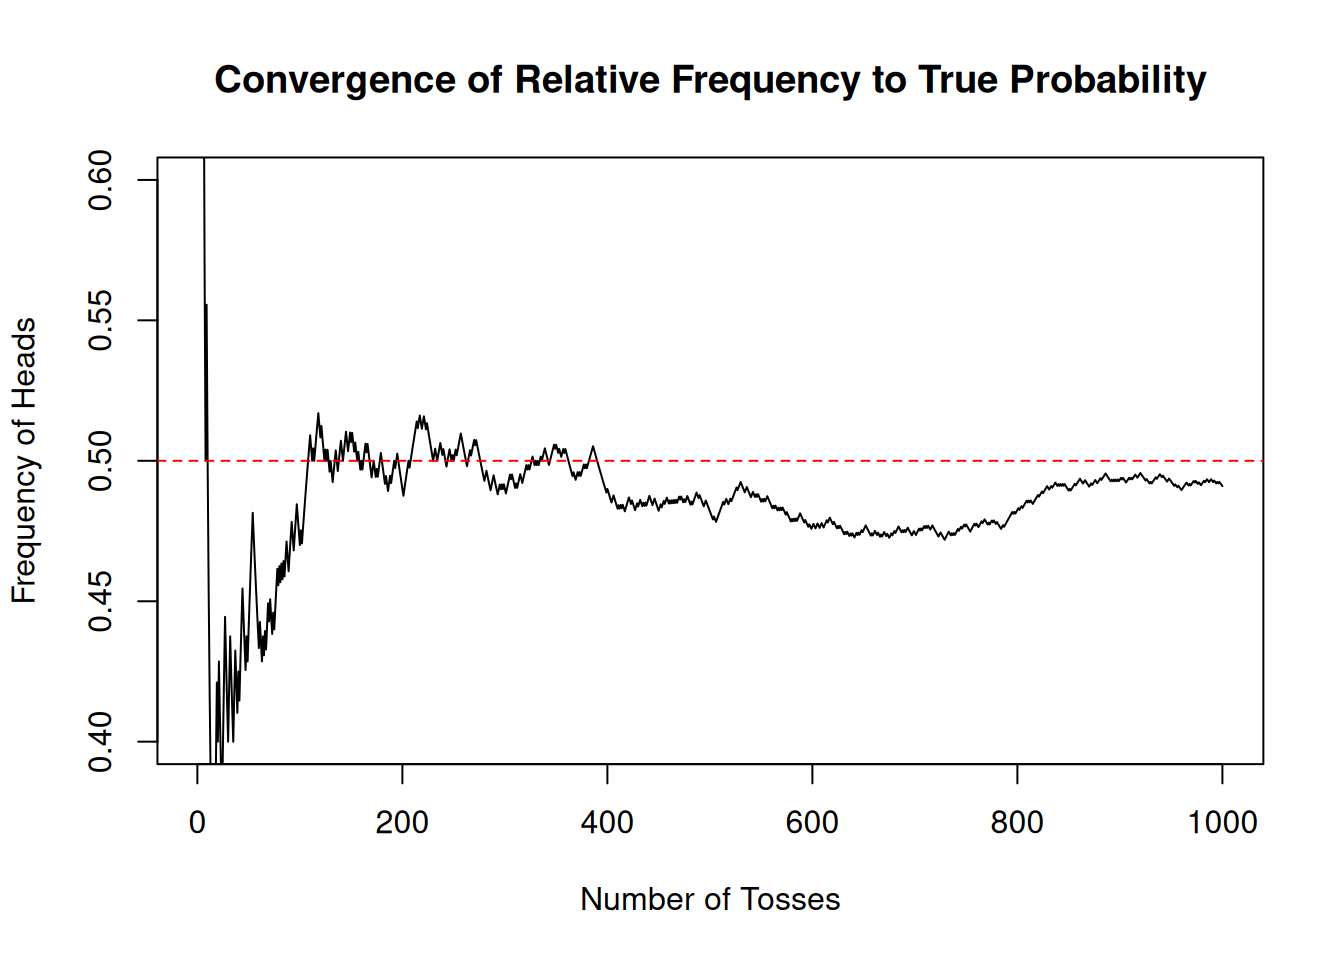 Convergence of Relative Frequency to True Probability
Frequency of Heads
0.60
0.55
0.50
0.45
0.40
0 200 400 600 800 1000
Number of Tosses